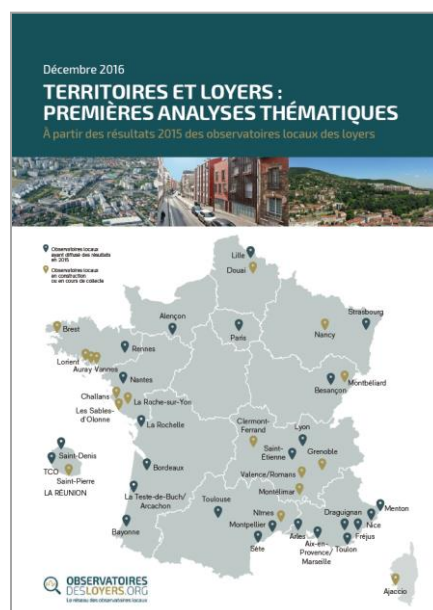 Décembre 2016
TERRITOIRES ET LOYERS :
PREMIÈRES ANALYSES THÉMATIQUES
À partir des résultats 2015 des observatoires locaux des loyers
Observatoires locaux
ayant diffusé des résultats
en 2015
Observatoires locaux
en construction
ou en cours de collecte
Lille
Douai
Strasbourg
Alençon
Paris
Nancy
Brest
Rennes
Lorient
Auray
Vannes
Nantes
Besançon
Montbéliard
Challans
La Roche-sur-Yon
Les Sables-
d'Olonne
La Rochelle
Clermont-
Ferrand
Lyon
Saint-
Étienne
Grenoble
Saint-Denis
TCO
Saint-Pierre
LA RÉUNION
Bordeaux
Valence/Romans
Montélimar
La Teste-de-Buch/
Arcachon
Toulouse
Nîmes
Draguignan
Menton
Montpellier
Nice
Bayonne
Sète
Arles
Aix-en-
Provence/
Marseille
Toulon
Fréjus
Ajaccio
OBSERVATOIRES
DESLOYERS.ORG
Le réseau des observatoires locaux